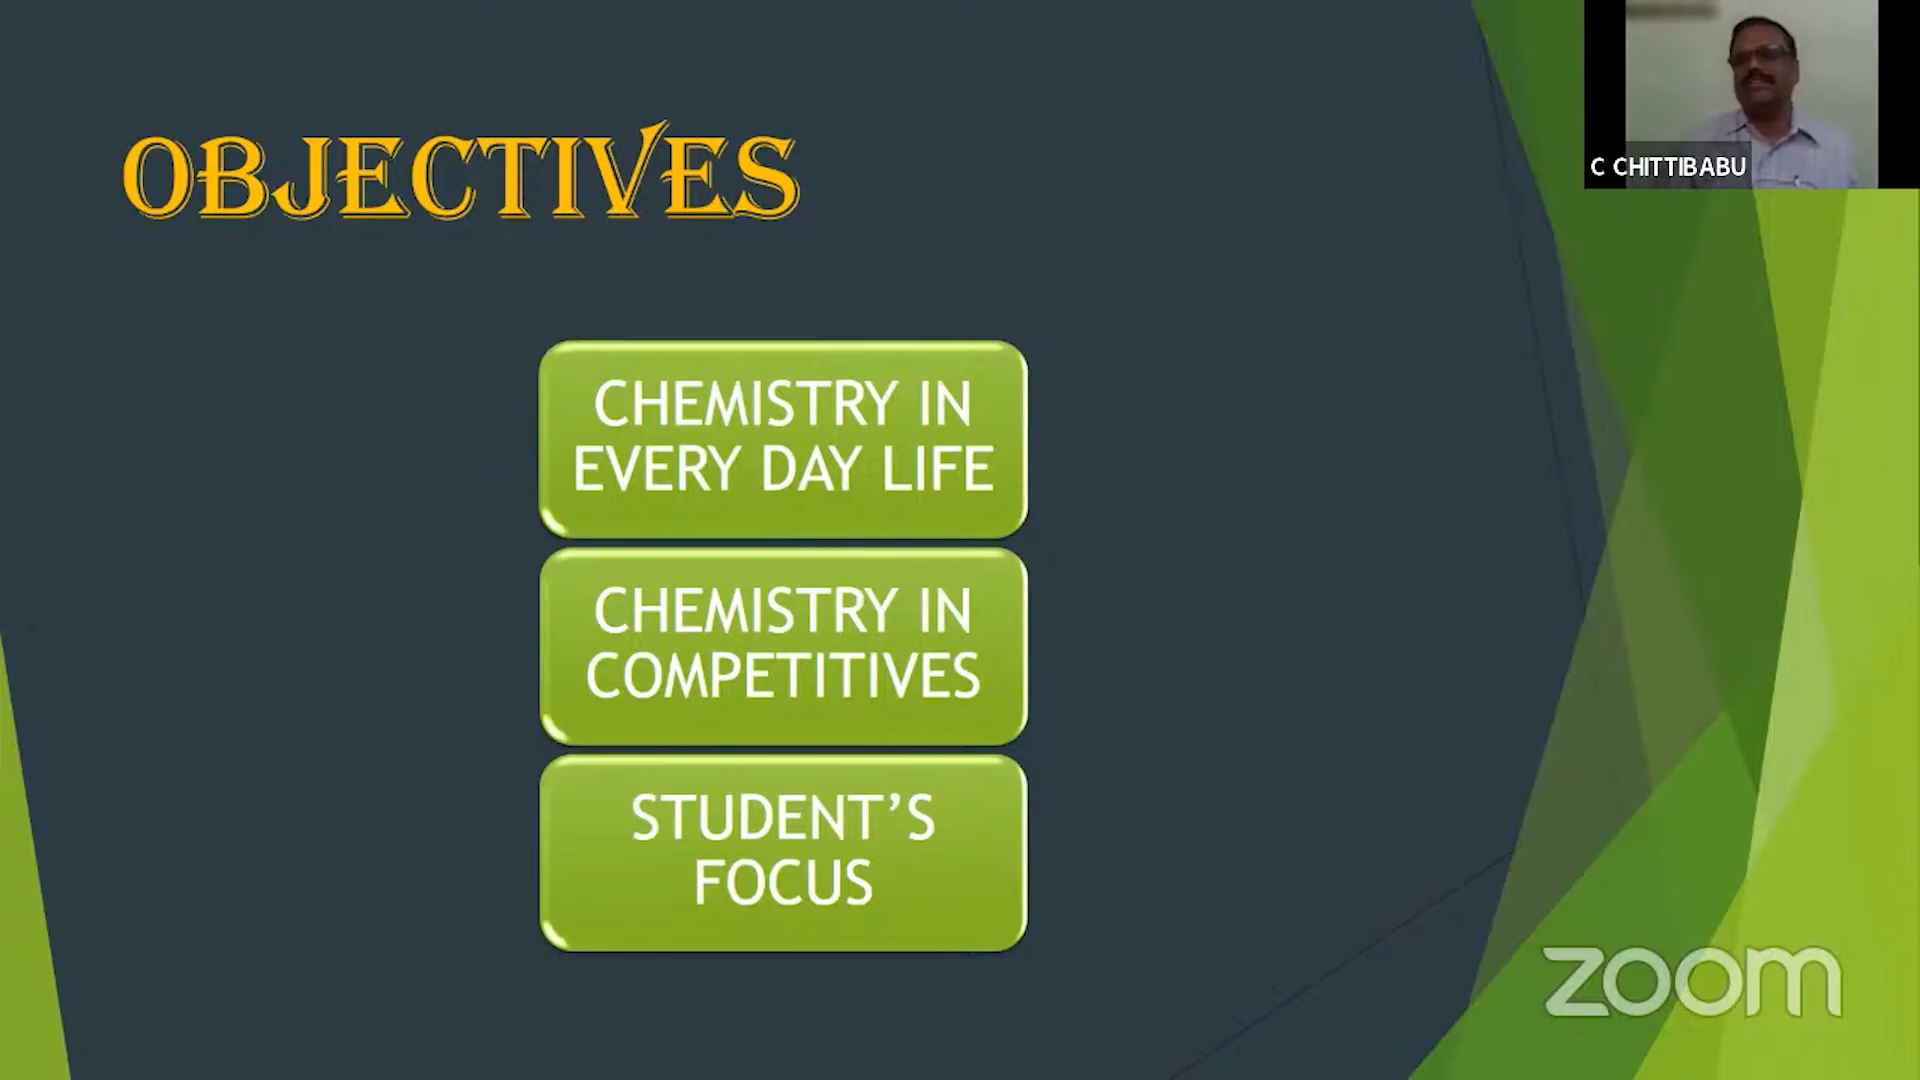 OBJECTIVES
C CHITTIBABU
CHEMISTRY IN
EVERY DAY LIFE
CHEMISTRY IN
COMPETITIVES
STUDENT’S
FOCUS
zoom